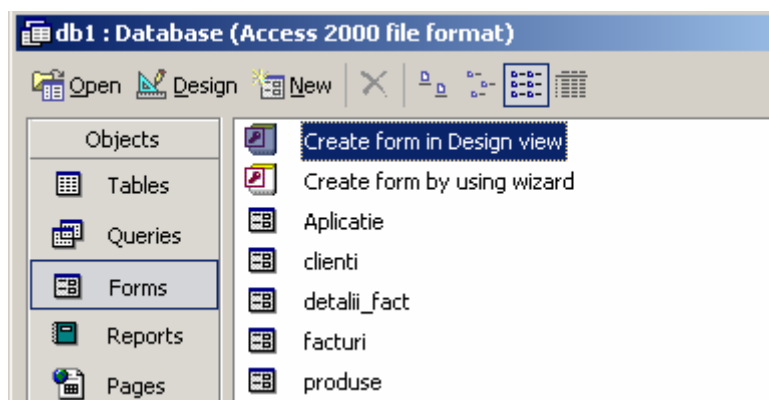 db1 : Database (Access 2000 file format)
Open Design New
Objects
Tables
Queries
Forms
Reports
Pages
Create form in Design view
Create form by using wizard
Aplicatie
clienti
detalii_fact
facturi
produse